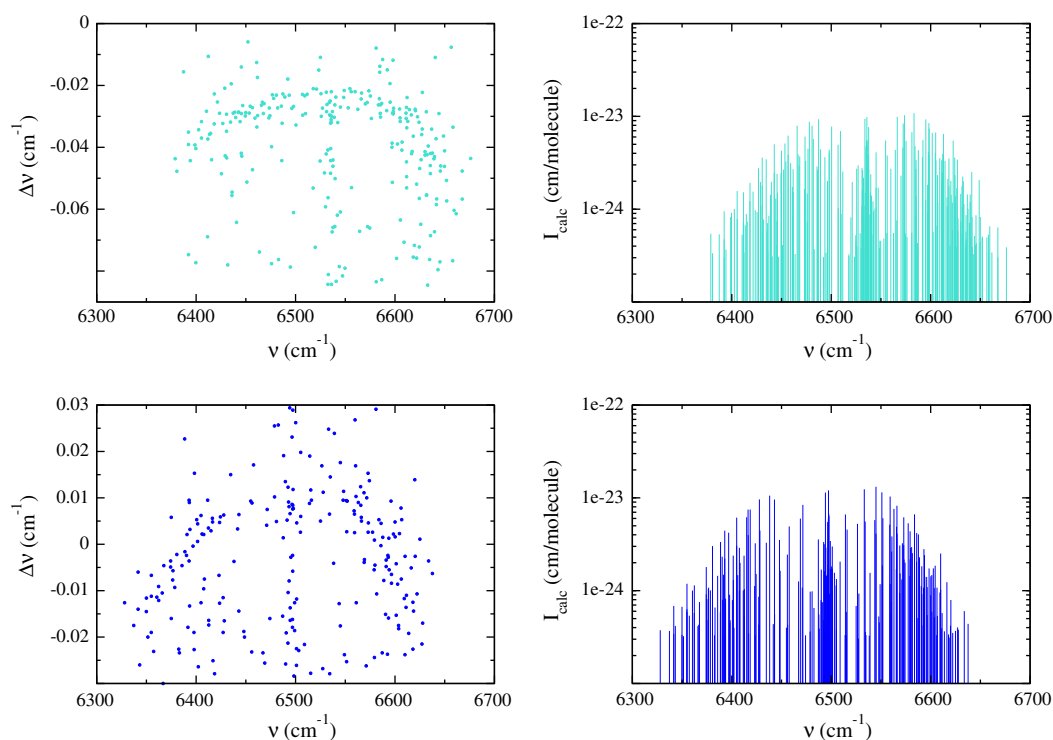 0
-0.02
-0.04
-0.06
-0.08
Δν (cm⁻¹)
6300 6400 6500 6600 6700
ν (cm⁻¹)
1e-22
1e-23
1e-24
I_calc (cm/molecule)
6300 6400 6500 6600 6700
ν (cm⁻¹)
0.03
0.02
0.01
0
-0.01
-0.02
Δν (cm⁻¹)
6300 6400 6500 6600 6700
ν (cm⁻¹)
1e-22
1e-23
1e-24
I_calc (cm/molecule)
6300 6400 6500 6600 6700
ν (cm⁻¹)